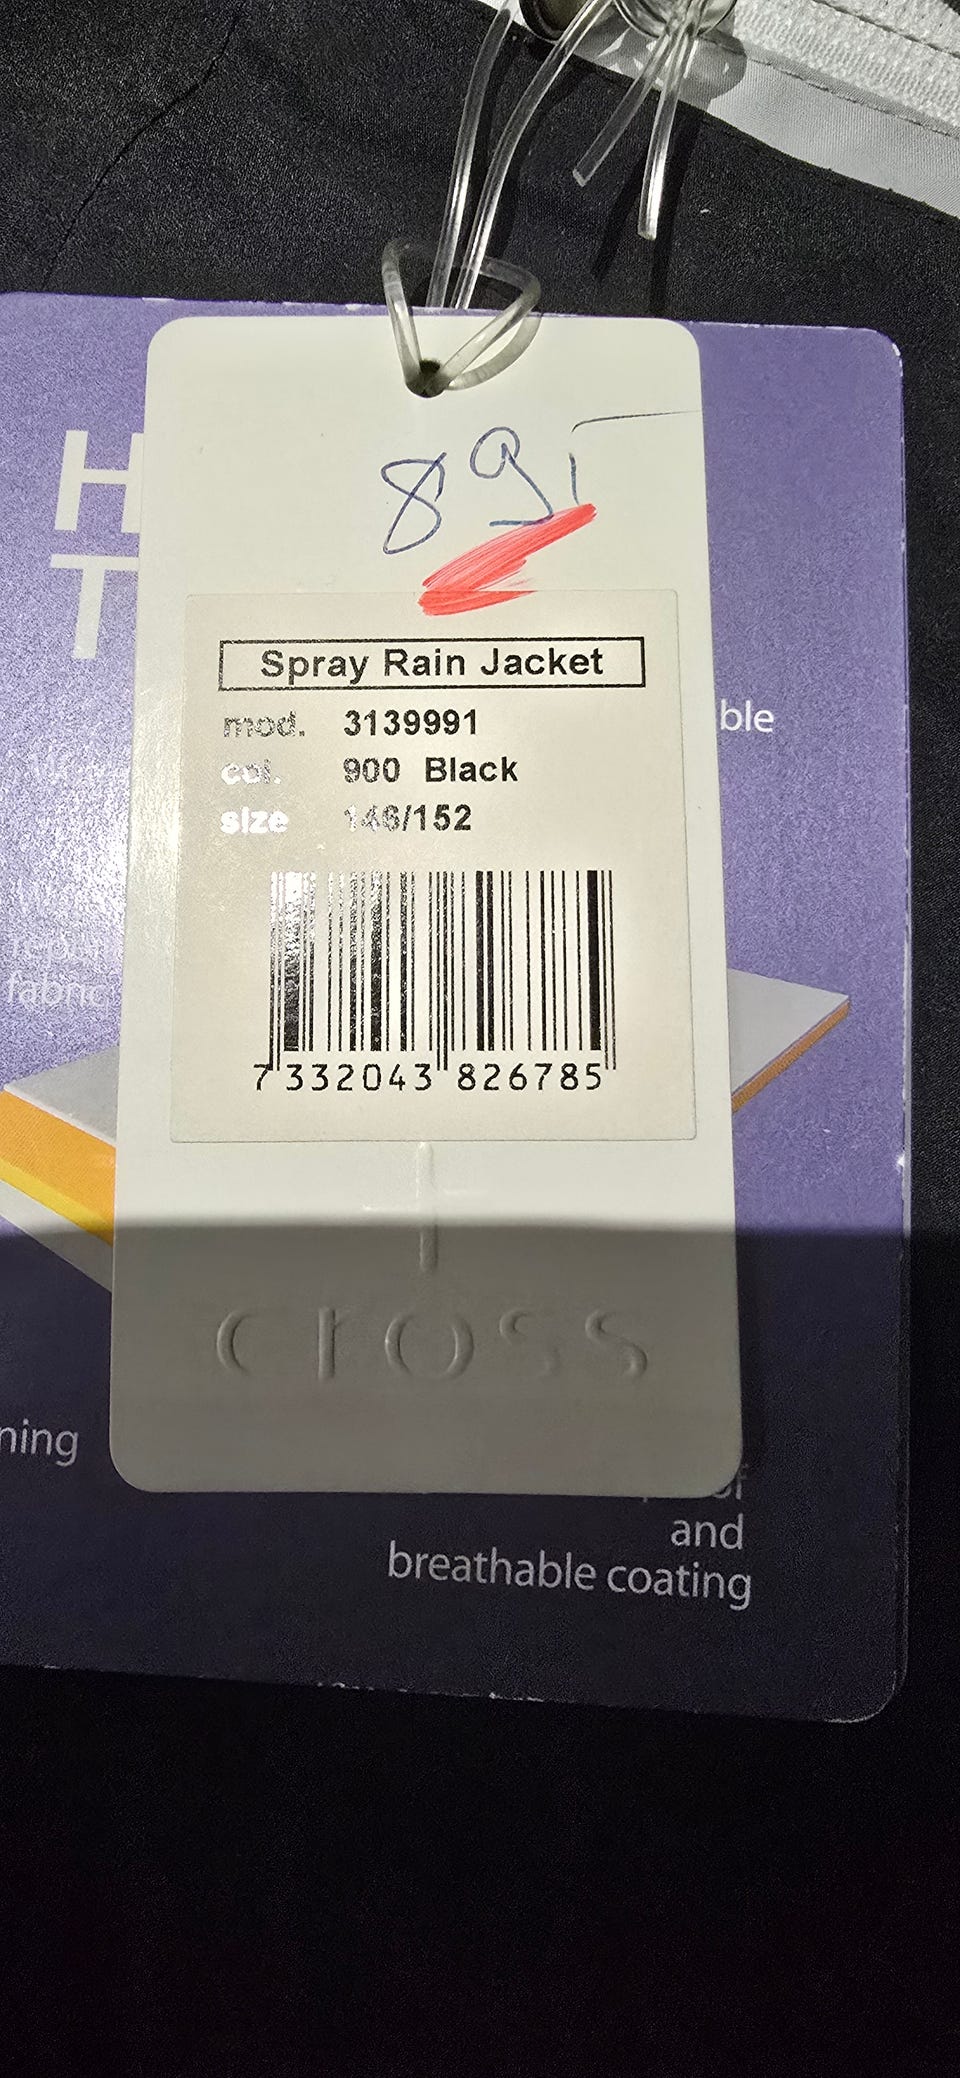 89,-
Spray Rain Jacket
mod. 3139991
col. 900 Black
size 146/152
7 332043 826785
cross
H
T
ble
fabric
ning
and
breathable coating